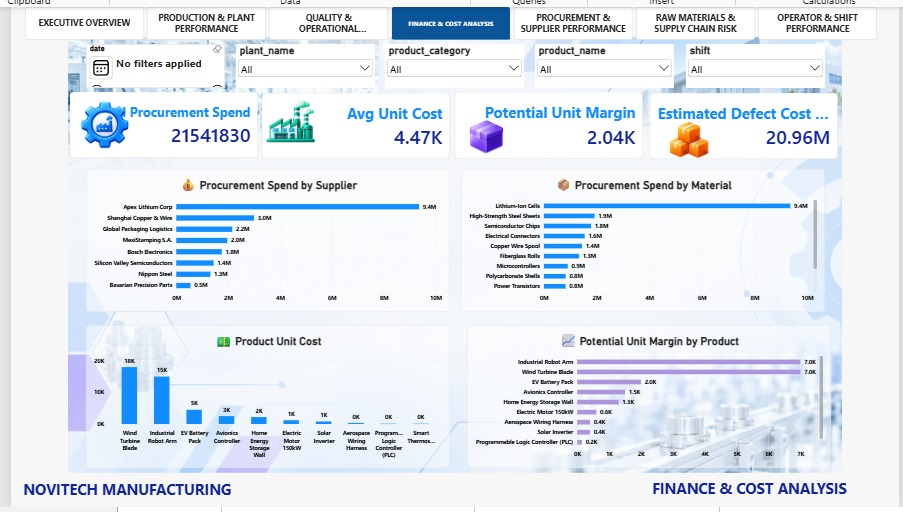 Clipboard Data Queries Insert Calculations
EXECUTIVE OVERVIEW
PRODUCTION & PLANT
PERFORMANCE
QUALITY &
OPERATIONAL...
FINANCE & COST ANALYSIS
PROCUREMENT &
SUPPLIER PERFORMANCE
RAW MATERIALS &
SUPPLY CHAIN RISK
OPERATOR & SHIFT
PERFORMANCE
date
No filters applied
plant_name
All
product_category
All
product_name
All
shift
All
Procurement Spend
21541830
Avg Unit Cost
4.47K
Potential Unit Margin
2.04K
Estimated Defect Cost ...
20.96M
Procurement Spend by Supplier
Apex Lithium Corp 9.4M
Shanghai Copper & Wire 3.0M
Global Packaging Logistics 2.2M
MexiStamping S.A. 2.0M
Bosch Electronics 1.8M
Silicon Valley Semiconductors 1.4M
Nippon Steel 1.3M
Bavarian Precision Parts 0.5M
0M 2M 4M 6M 8M 10M
Procurement Spend by Material
Lithium-Ion Cells 9.4M
High-Strength Steel Sheets 1.9M
Semiconductor Chips 1.8M
Electrical Connectors 1.6M
Copper Wire Spool 1.4M
Fiberglass Rolls 1.3M
Microcontrollers 0.9M
Polycarbonate Shells 0.8M
Power Transistors 0.8M
0M 2M 4M 6M 8M 10M
Product Unit Cost
20K
10K
0K
18K 15K 5K 3K 2K 1K 1K 0K 0K 0K
Wind
Turbine
Blade
Industrial
Robot Arm
EV Battery
Pack
Avionics
Controller
Home
Energy
Storage
Wall
Electric
Motor
150kW
Solar
Inverter
Aerospace
Wiring
Harness
Program...
Logic
Controller
(PLC)
Smart
Thermos...
Potential Unit Margin by Product
Industrial Robot Arm 7.0K
Wind Turbine Blade 7.0K
EV Battery Pack 2.0K
Avionics Controller 1.5K
Home Energy Storage Wall 1.3K
Electric Motor 150kW 0.6K
Aerospace Wiring Harness 0.4K
Solar Inverter 0.4K
Programmable Logic Controller (PLC) 0.2K
0K 1K 2K 3K 4K 5K 6K 7K
NOVITECH MANUFACTURING
FINANCE & COST ANALYSIS